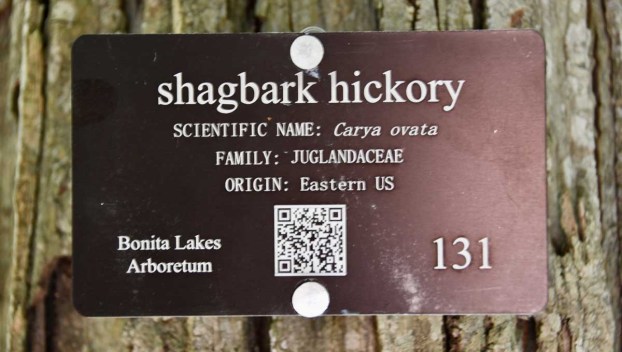 shagbark hickory
SCIENTIFIC NAME: Carya ovata
FAMILY: JUGLANDACEAE
ORIGIN: Eastern US
Bonita Lakes
Arboretum
131